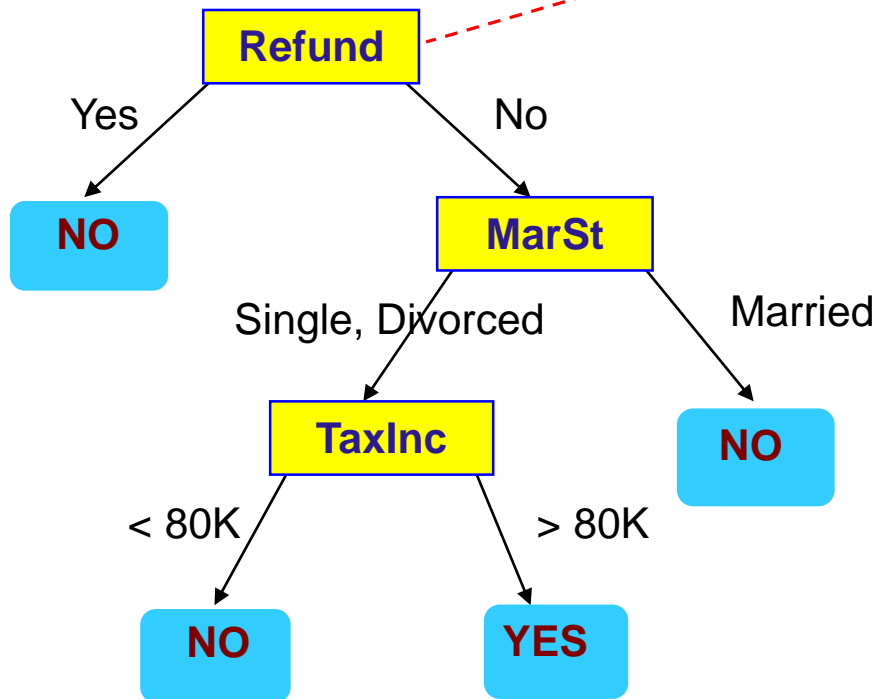 Refund
Yes
No
NO
MarSt
Single, Divorced
Married
TaxInc
NO
< 80K
> 80K
NO
YES